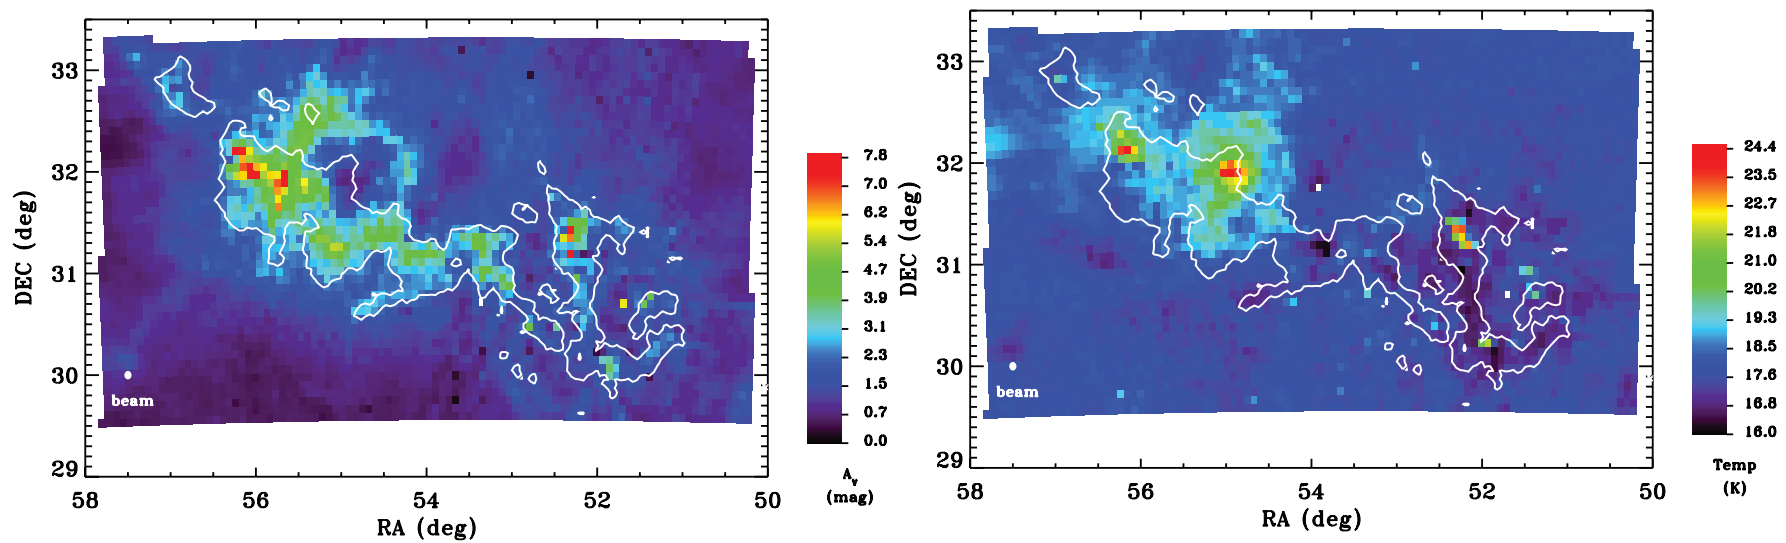 33
32
31
30
29
DEC (deg)
beam
58 56 54 52 50
RA (deg)
7.8
7.0
6.2
5.4
4.7
3.9
3.1
2.3
1.5
0.7
0.0
A_V
(mag)
33
32
31
30
29
DEC (deg)
beam
58 56 54 52 50
RA (deg)
24.4
23.5
22.7
21.8
21.0
20.2
19.3
18.5
17.6
16.8
16.0
Temp
(K)